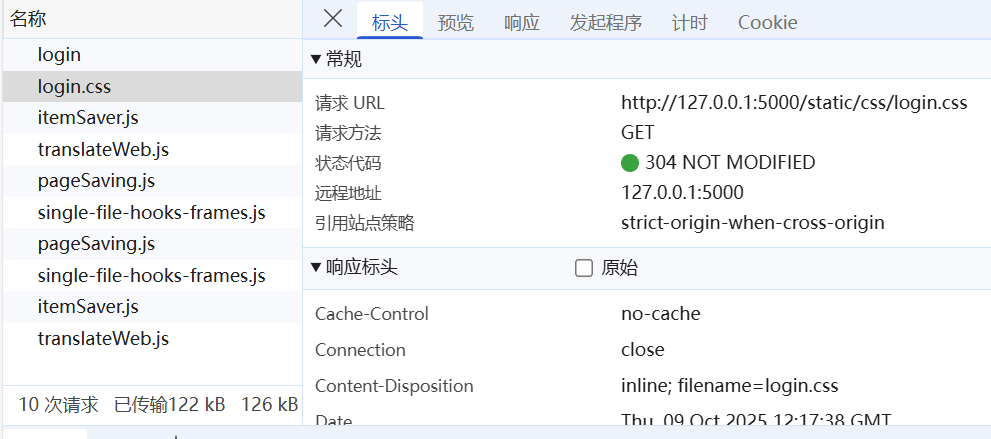 名称
login
login.css
itemSaver.js
translateWeb.js
pageSaving.js
single-file-hooks-frames.js
pageSaving.js
single-file-hooks-frames.js
itemSaver.js
translateWeb.js
10 次请求 已传输122 kB 126 kB
标头 预览 响应 发起程序 计时 Cookie
常规
请求 URL http://127.0.0.1:5000/static/css/login.css
请求方法 GET
状态代码 304 NOT MODIFIED
远程地址 127.0.0.1:5000
引用站点策略 strict-origin-when-cross-origin
响应标头 原始
Cache-Control no-cache
Connection close
Content-Disposition inline; filename=login.css
Date Thu, 09 Oct 2025 12:17:38 GMT